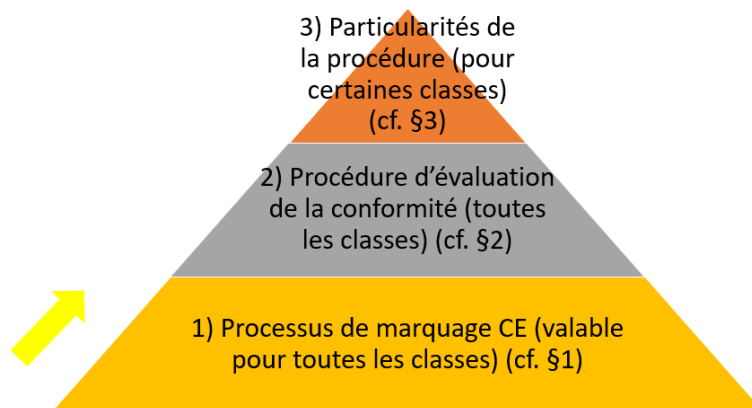 3) Particularités de
la procédure (pour
certaines classes)
(cf. §3)
2) Procédure d’évaluation
de la conformité (toutes
les classes) (cf. §2)
1) Processus de marquage CE (valable
pour toutes les classes) (cf. §1)